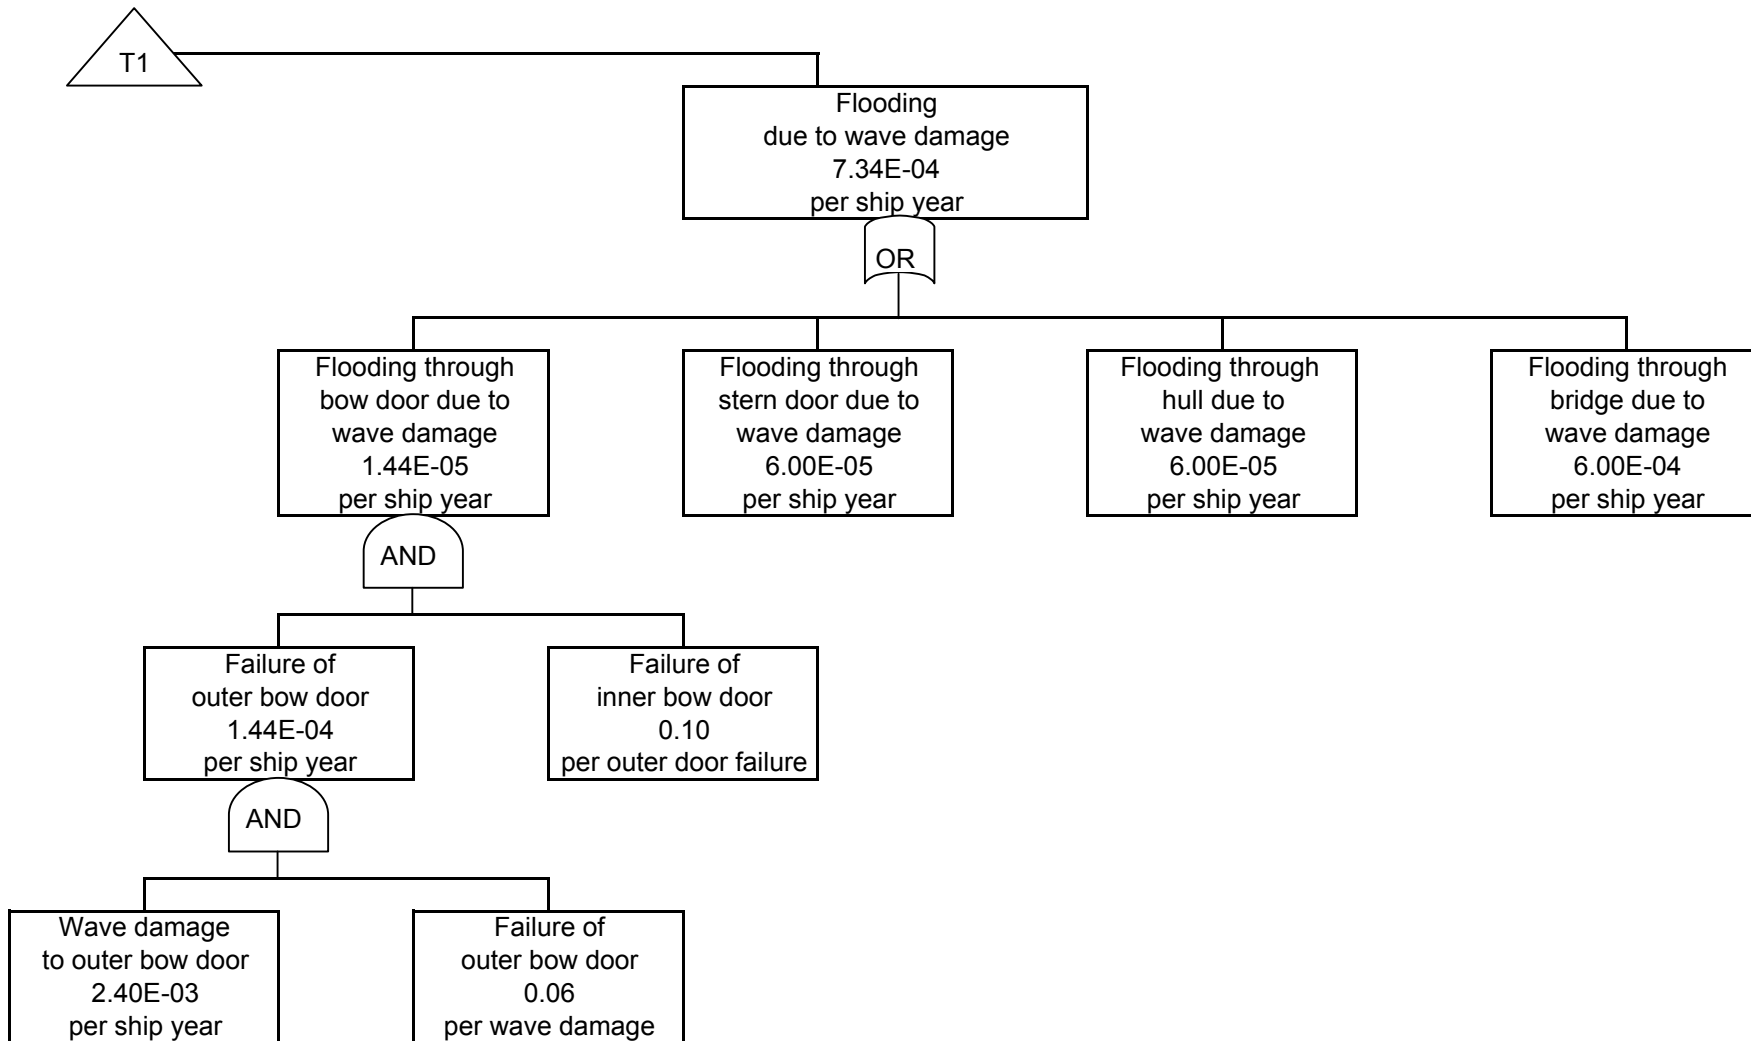 T1
Flooding
due to wave damage
7.34E-04
per ship year
OR
Flooding through
bow door due to
wave damage
1.44E-05
per ship year
Flooding through
stern door due to
wave damage
6.00E-05
per ship year
Flooding through
hull due to
wave damage
6.00E-05
per ship year
Flooding through
bridge due to
wave damage
6.00E-04
per ship year
AND
Failure of
outer bow door
1.44E-04
per ship year
Failure of
inner bow door
0.10
per outer door failure
AND
Wave damage
to outer bow door
2.40E-03
per ship year
Failure of
outer bow door
0.06
per wave damage